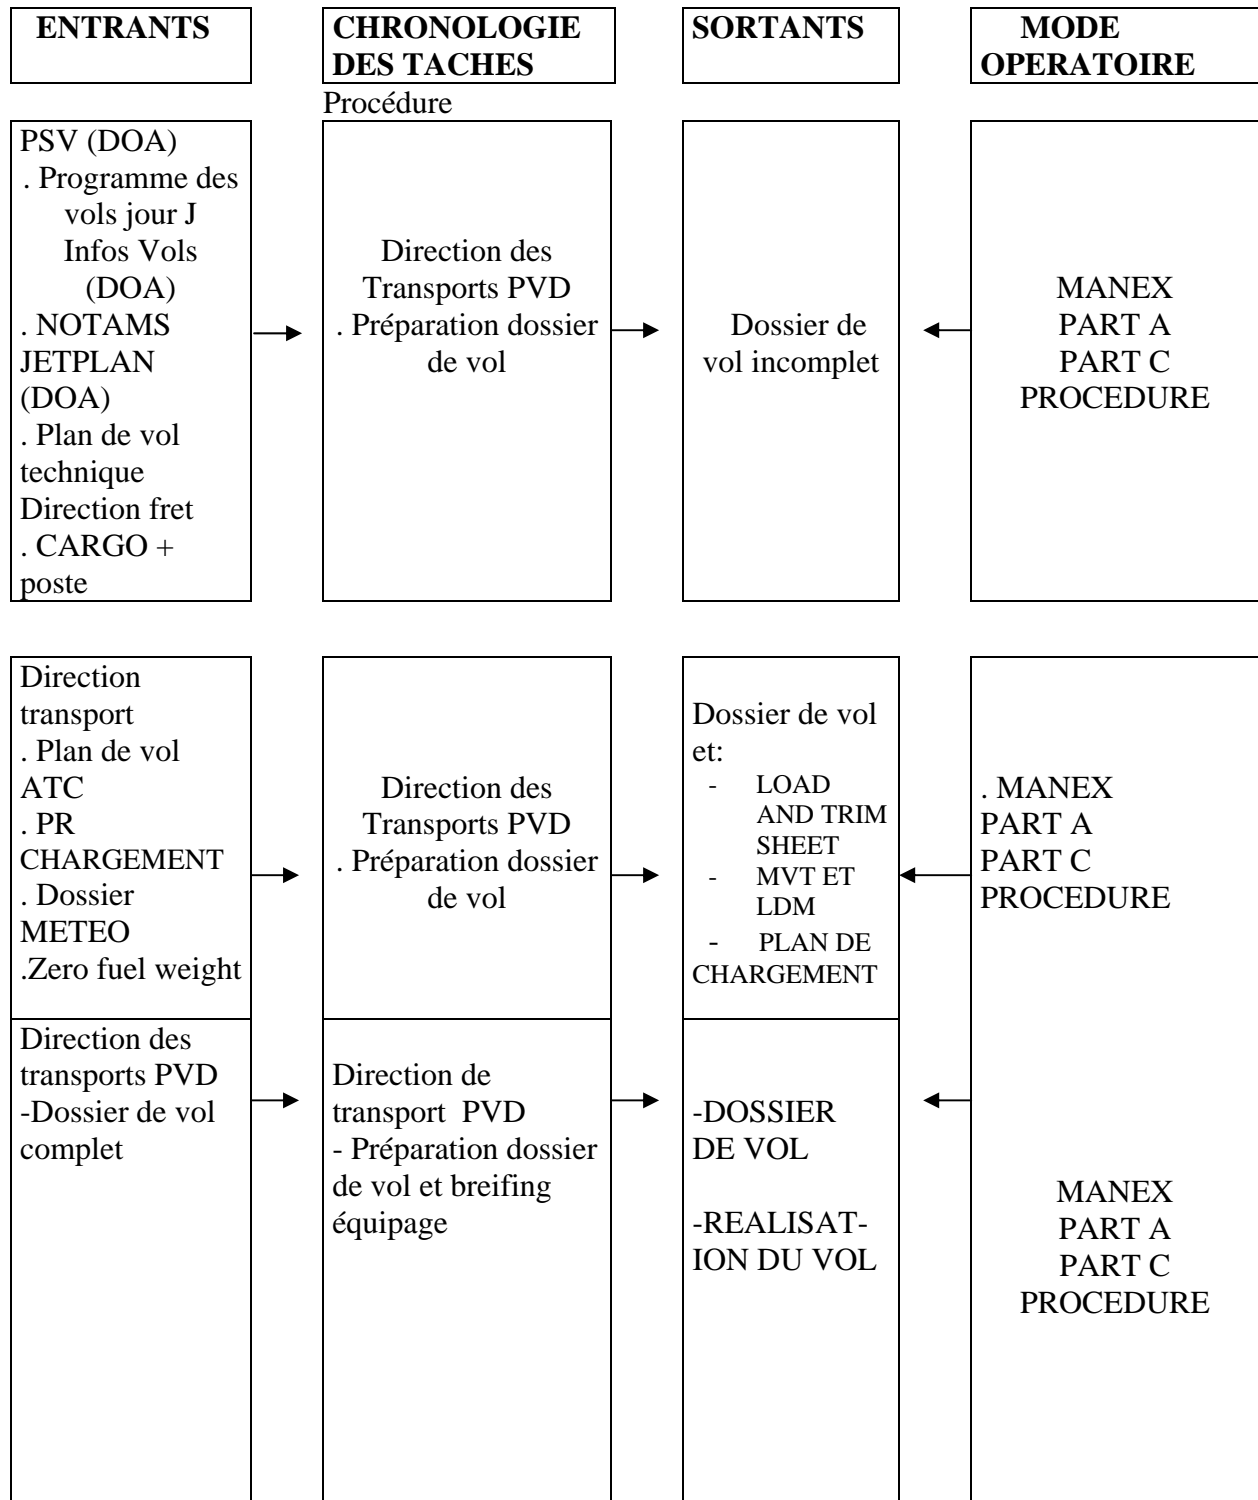 ENTRANTS
CHRONOLOGIE
DES TACHES
SORTANTS
MODE
OPERATOIRE
Procédure
PSV (DOA)
. Programme des
vols jour J
Infos Vols
(DOA)
. NOTAMS
JETPLAN
(DOA)
. Plan de vol
technique
Direction fret
. CARGO +
poste
Direction des
Transports PVD
. Préparation dossier
de vol
Dossier de
vol incomplet
MANEX
PART A
PART C
PROCEDURE
Direction
transport
. Plan de vol
ATC
. PR
CHARGEMENT
. Dossier
METEO
.Zero fuel weight
Direction des
Transports PVD
. Préparation dossier
de vol
Dossier de vol
et:
- LOAD
AND TRIM
SHEET
- MVT ET
LDM
- PLAN DE
CHARGEMENT
. MANEX
PART A
PART C
PROCEDURE
Direction des
transports PVD
-Dossier de vol
complet
Direction de
transport PVD
- Préparation dossier
de vol et breifing
équipage
-DOSSIER
DE VOL
-REALISAT-
ION DU VOL
MANEX
PART A
PART C
PROCEDURE